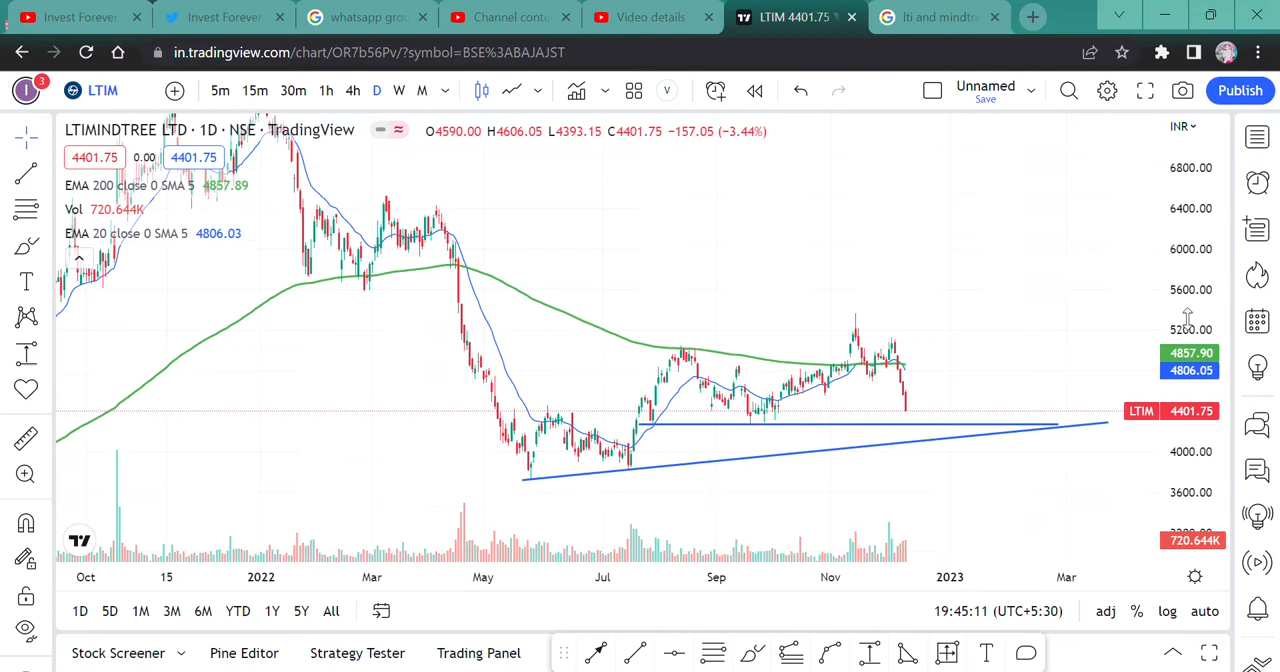 Invest Forever
Invest Forever
whatsapp grou
Channel conte
Video details -
LTIM 4401.75
lti and mindtre
in.tradingview.com/chart/OR7b56Pv/?symbol=BSE%3ABAJAJST
I 3 LTIM 5m 15m 30m 1h 4h D W M V Unnamed Save Publish
LTIMINDTREE LTD · 1D · NSE · TradingView O4590.00 H4606.05 L4393.15 C4401.75 −157.05 (−3.44%) INR
4401.75 0.00 4401.75
EMA 200 close 0 SMA 5 4857.89
Vol 720.644K
EMA 20 close 0 SMA 5 4806.03
6800.00
6400.00
6000.00
5600.00
5200.00
4857.90
4806.05
LTIM 4401.75
4000.00
3600.00
720.644K
Oct 15 2022 Mar May Jul Sep Nov 2023 Mar
1D 5D 1M 3M 6M YTD 1Y 5Y All 19:45:11 (UTC+5:30) adj % log auto
Stock Screener Pine Editor Strategy Tester Trading Panel T